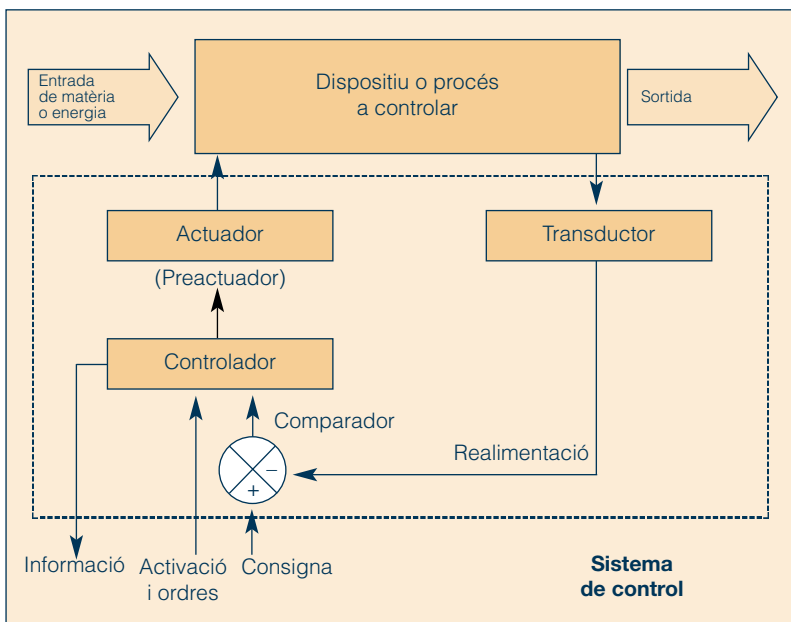 Entrada
de matèria
o energia
Dispositiu o procés
a controlar
Sortida
Actuador
(Preactuador)
Transductor
Controlador
Comparador
Realimentació
−
+
Informació
Activació
i ordres
Consigna
Sistema
de control